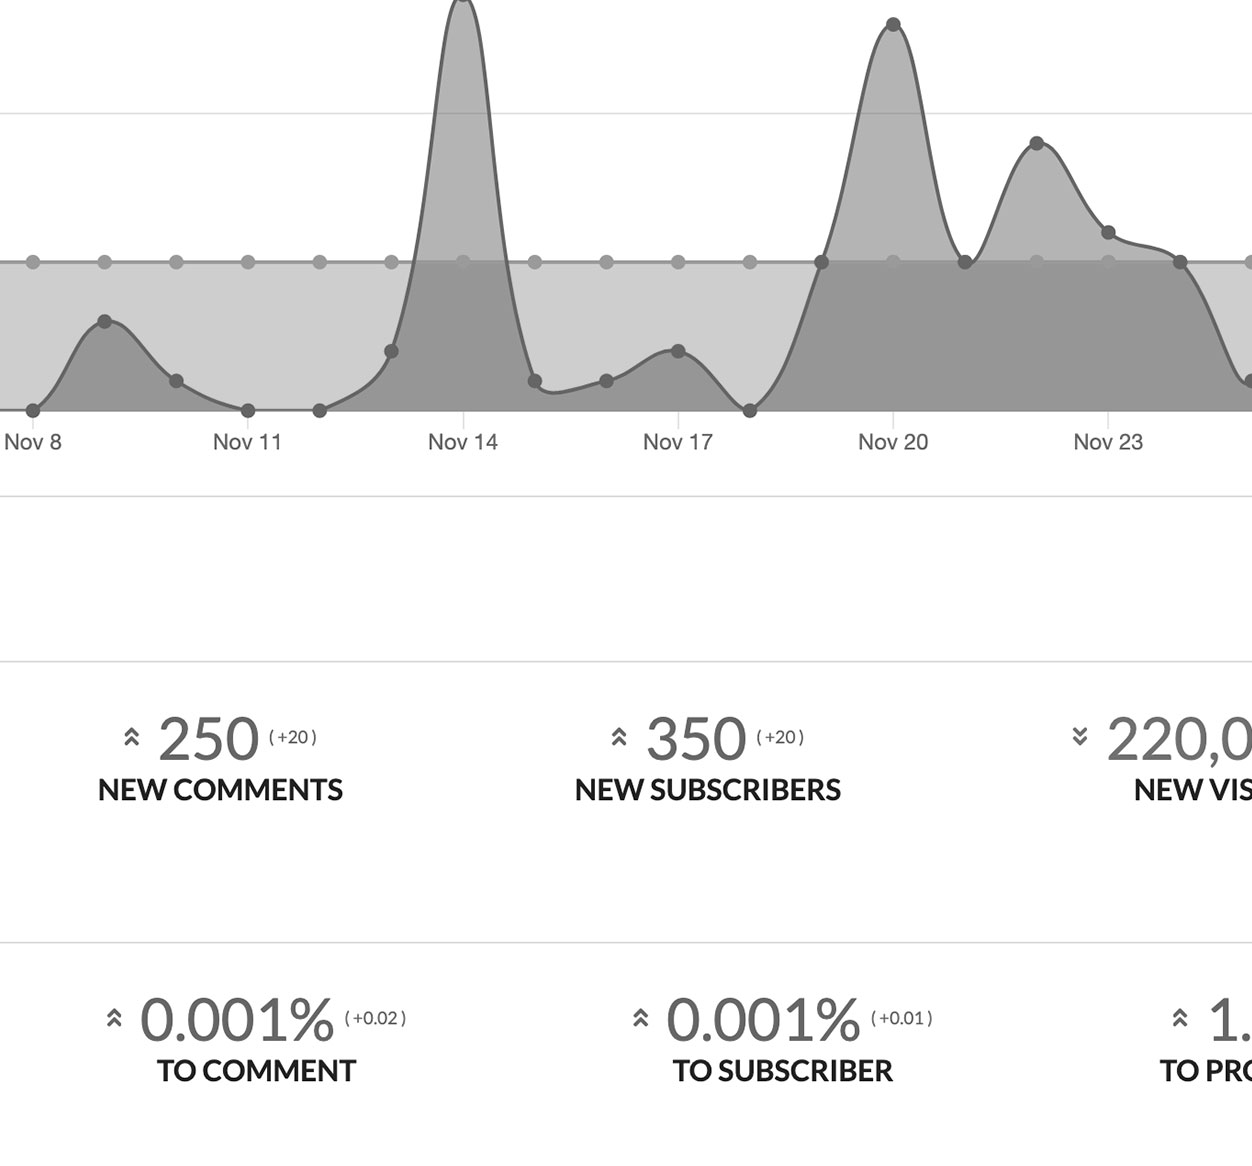 Nov 8 Nov 11 Nov 14 Nov 17 Nov 20 Nov 23
250 (+20) 350 (+20) 220,0
NEW COMMENTS NEW SUBSCRIBERS NEW VIS
0.001% (+0.02) 0.001% (+0.01) 1.
TO COMMENT TO SUBSCRIBER TO PRO